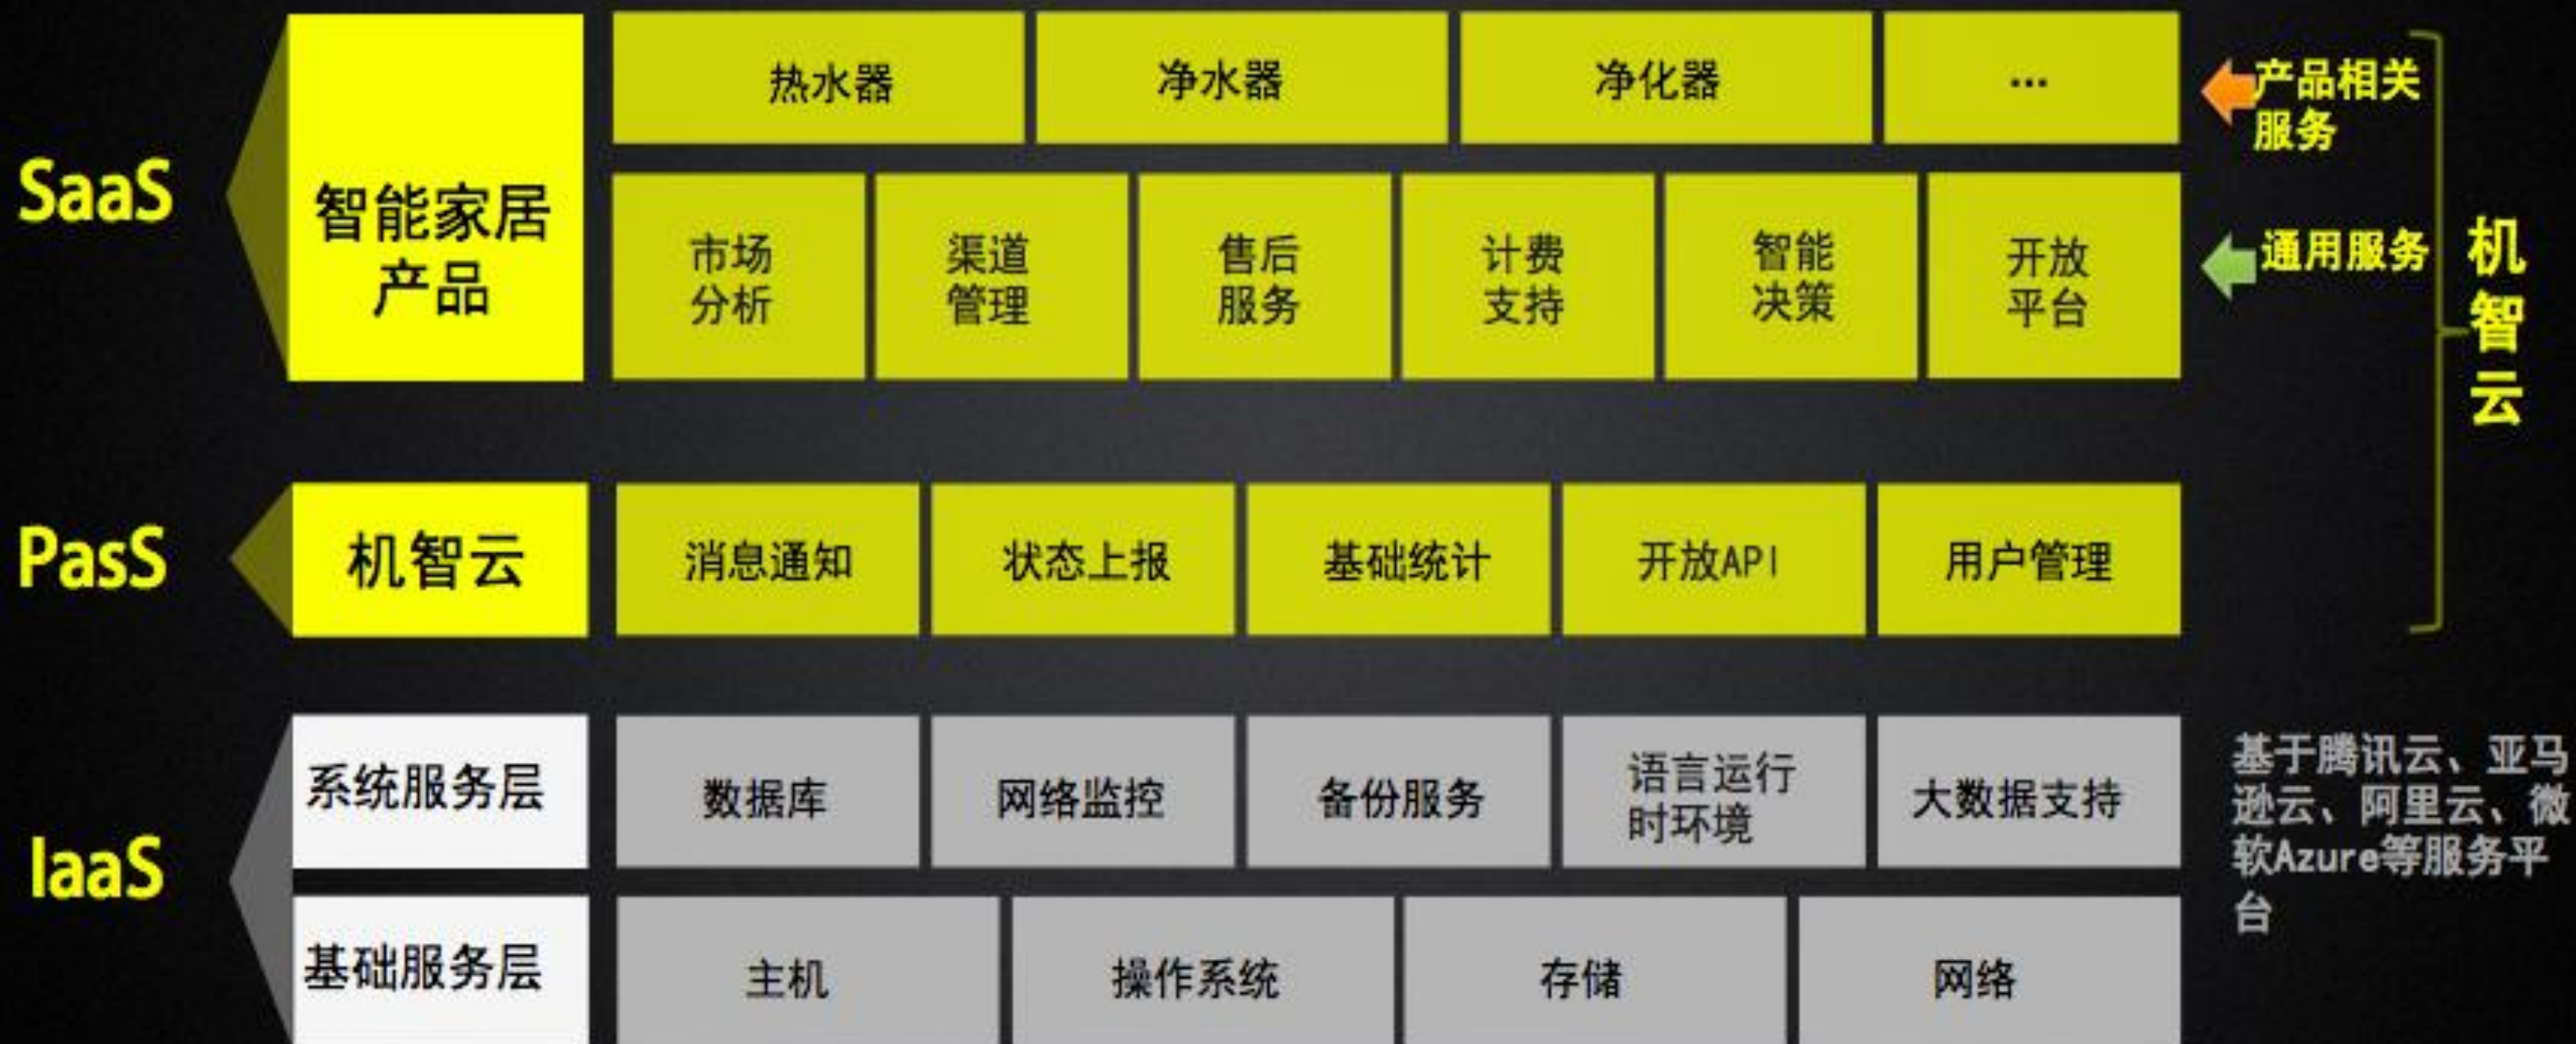 SaaS
智能家居
产品
热水器
净水器
净化器
...
产品相关
服务
市场
分析
渠道
管理
售后
服务
计费
支持
智能
决策
开放
平台
通用服务
机
智
云
PasS
机智云
消息通知
状态上报
基础统计
开放API
用户管理
IaaS
系统服务层
数据库
网络监控
备份服务
语言运行
时环境
大数据支持
基于腾讯云、亚马
逊云、阿里云、微
软Azure等服务平
台
基础服务层
主机
操作系统
存储
网络